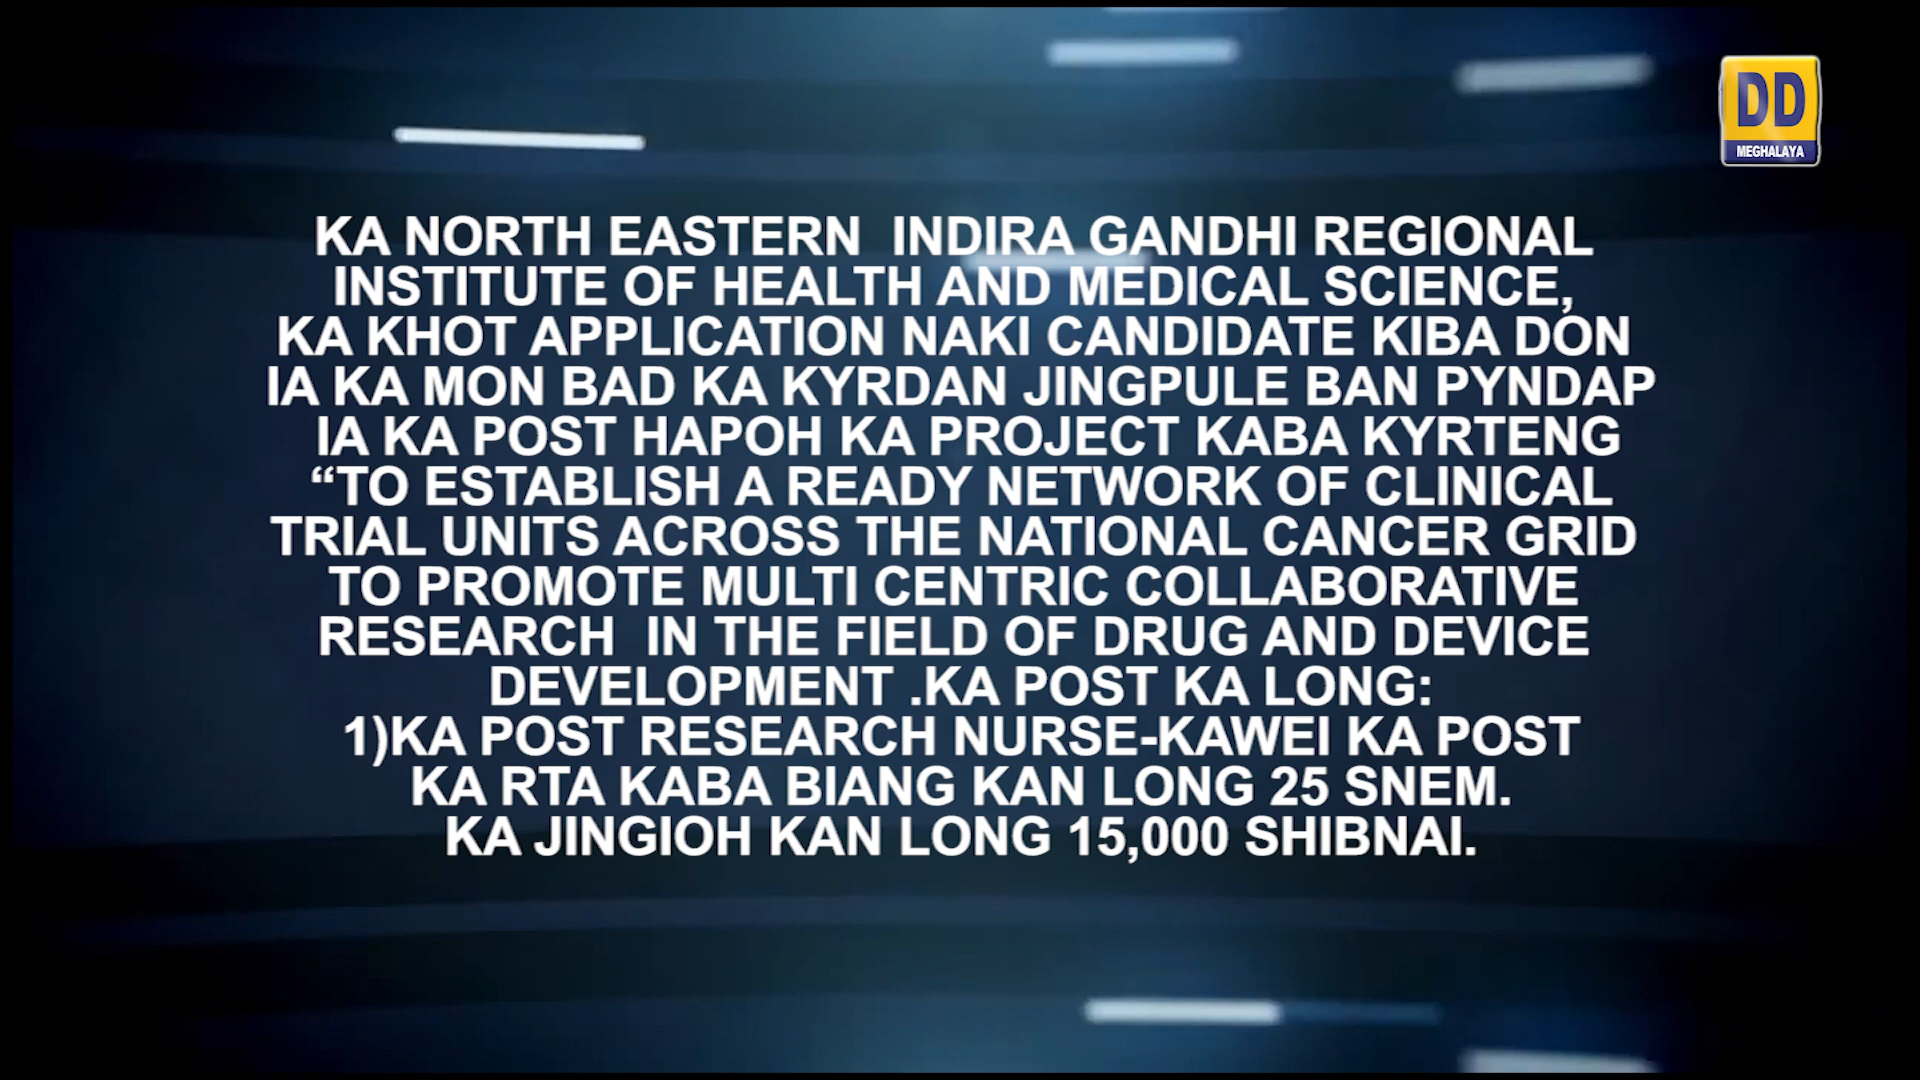 DD
MEGHALAYA
KA NORTH EASTERN  INDIRA GANDHI REGIONAL
INSTITUTE OF HEALTH AND MEDICAL SCIENCE,
KA KHOT APPLICATION NAKI CANDIDATE KIBA DON
IA KA MON BAD KA KYRDAN JINGPULE BAN PYNDAP
IA KA POST HAPOH KA PROJECT KABA KYRTENG
“TO ESTABLISH A READY NETWORK OF CLINICAL
TRIAL UNITS ACROSS THE NATIONAL CANCER GRID
TO PROMOTE MULTI CENTRIC COLLABORATIVE
RESEARCH  IN THE FIELD OF DRUG AND DEVICE
DEVELOPMENT .KA POST KA LONG:
1)KA POST RESEARCH NURSE-KAWEI KA POST
KA RTA KABA BIANG KAN LONG 25 SNEM.
KA JINGIOH KAN LONG 15,000 SHIBNAI.